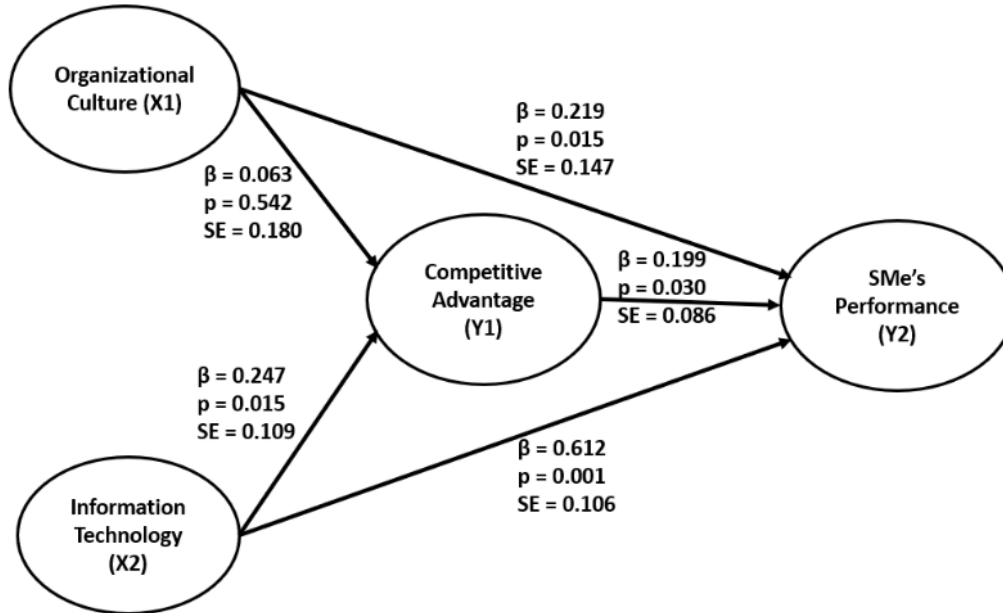 Organizational
Culture (X1)
β = 0.219
p = 0.015
SE = 0.147
β = 0.063
p = 0.542
SE = 0.180
Competitive
Advantage
(Y1)
β = 0.199
p = 0.030
SE = 0.086
SMe's
Performance
(Y2)
β = 0.247
p = 0.015
SE = 0.109
β = 0.612
p = 0.001
SE = 0.106
Information
Technology
(X2)